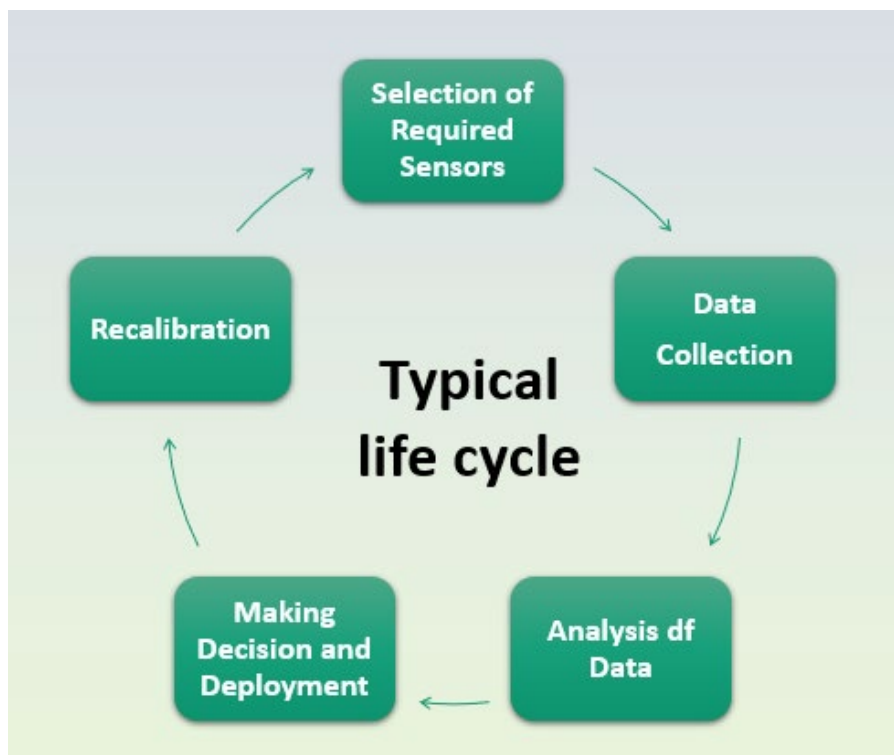 Selection of
Required
Sensors
Data
Collection
Analysis df
Data
Making
Decision and
Deployment
Recalibration
Typical
life cycle